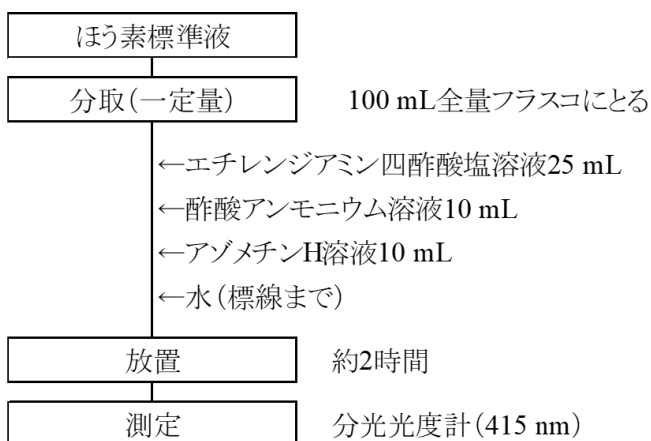 ほう素標準液
分取(一定量) 100 mL全量フラスコにとる
←エチレンジアミン四酢酸塩溶液25 mL
←酢酸アンモニウム溶液10 mL
←アゾメチンH溶液10 mL
←水(標線まで)
放置 約2時間
測定 分光光度計(415 nm)